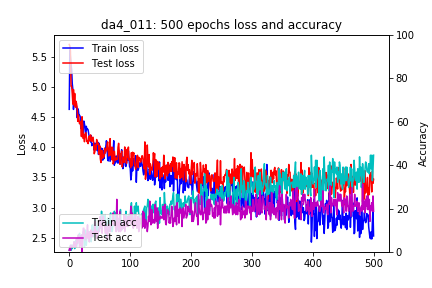 da4_011: 500 epochs loss and accuracy
Train loss
Test loss
Train acc
Test acc
Loss
5.5
5.0
4.5
4.0
3.5
3.0
2.5
0
100
200
300
400
500
100
80
60
40
20
0
Accuracy